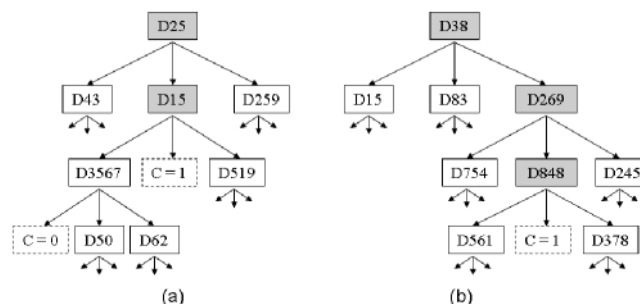 D25 D38
D43 D15 D259 D15 D83 D269
D3567 C = 1 D519 D754 D848 D245
C = 0 D50 D62 D561 C = 1 D378
(a) (b)